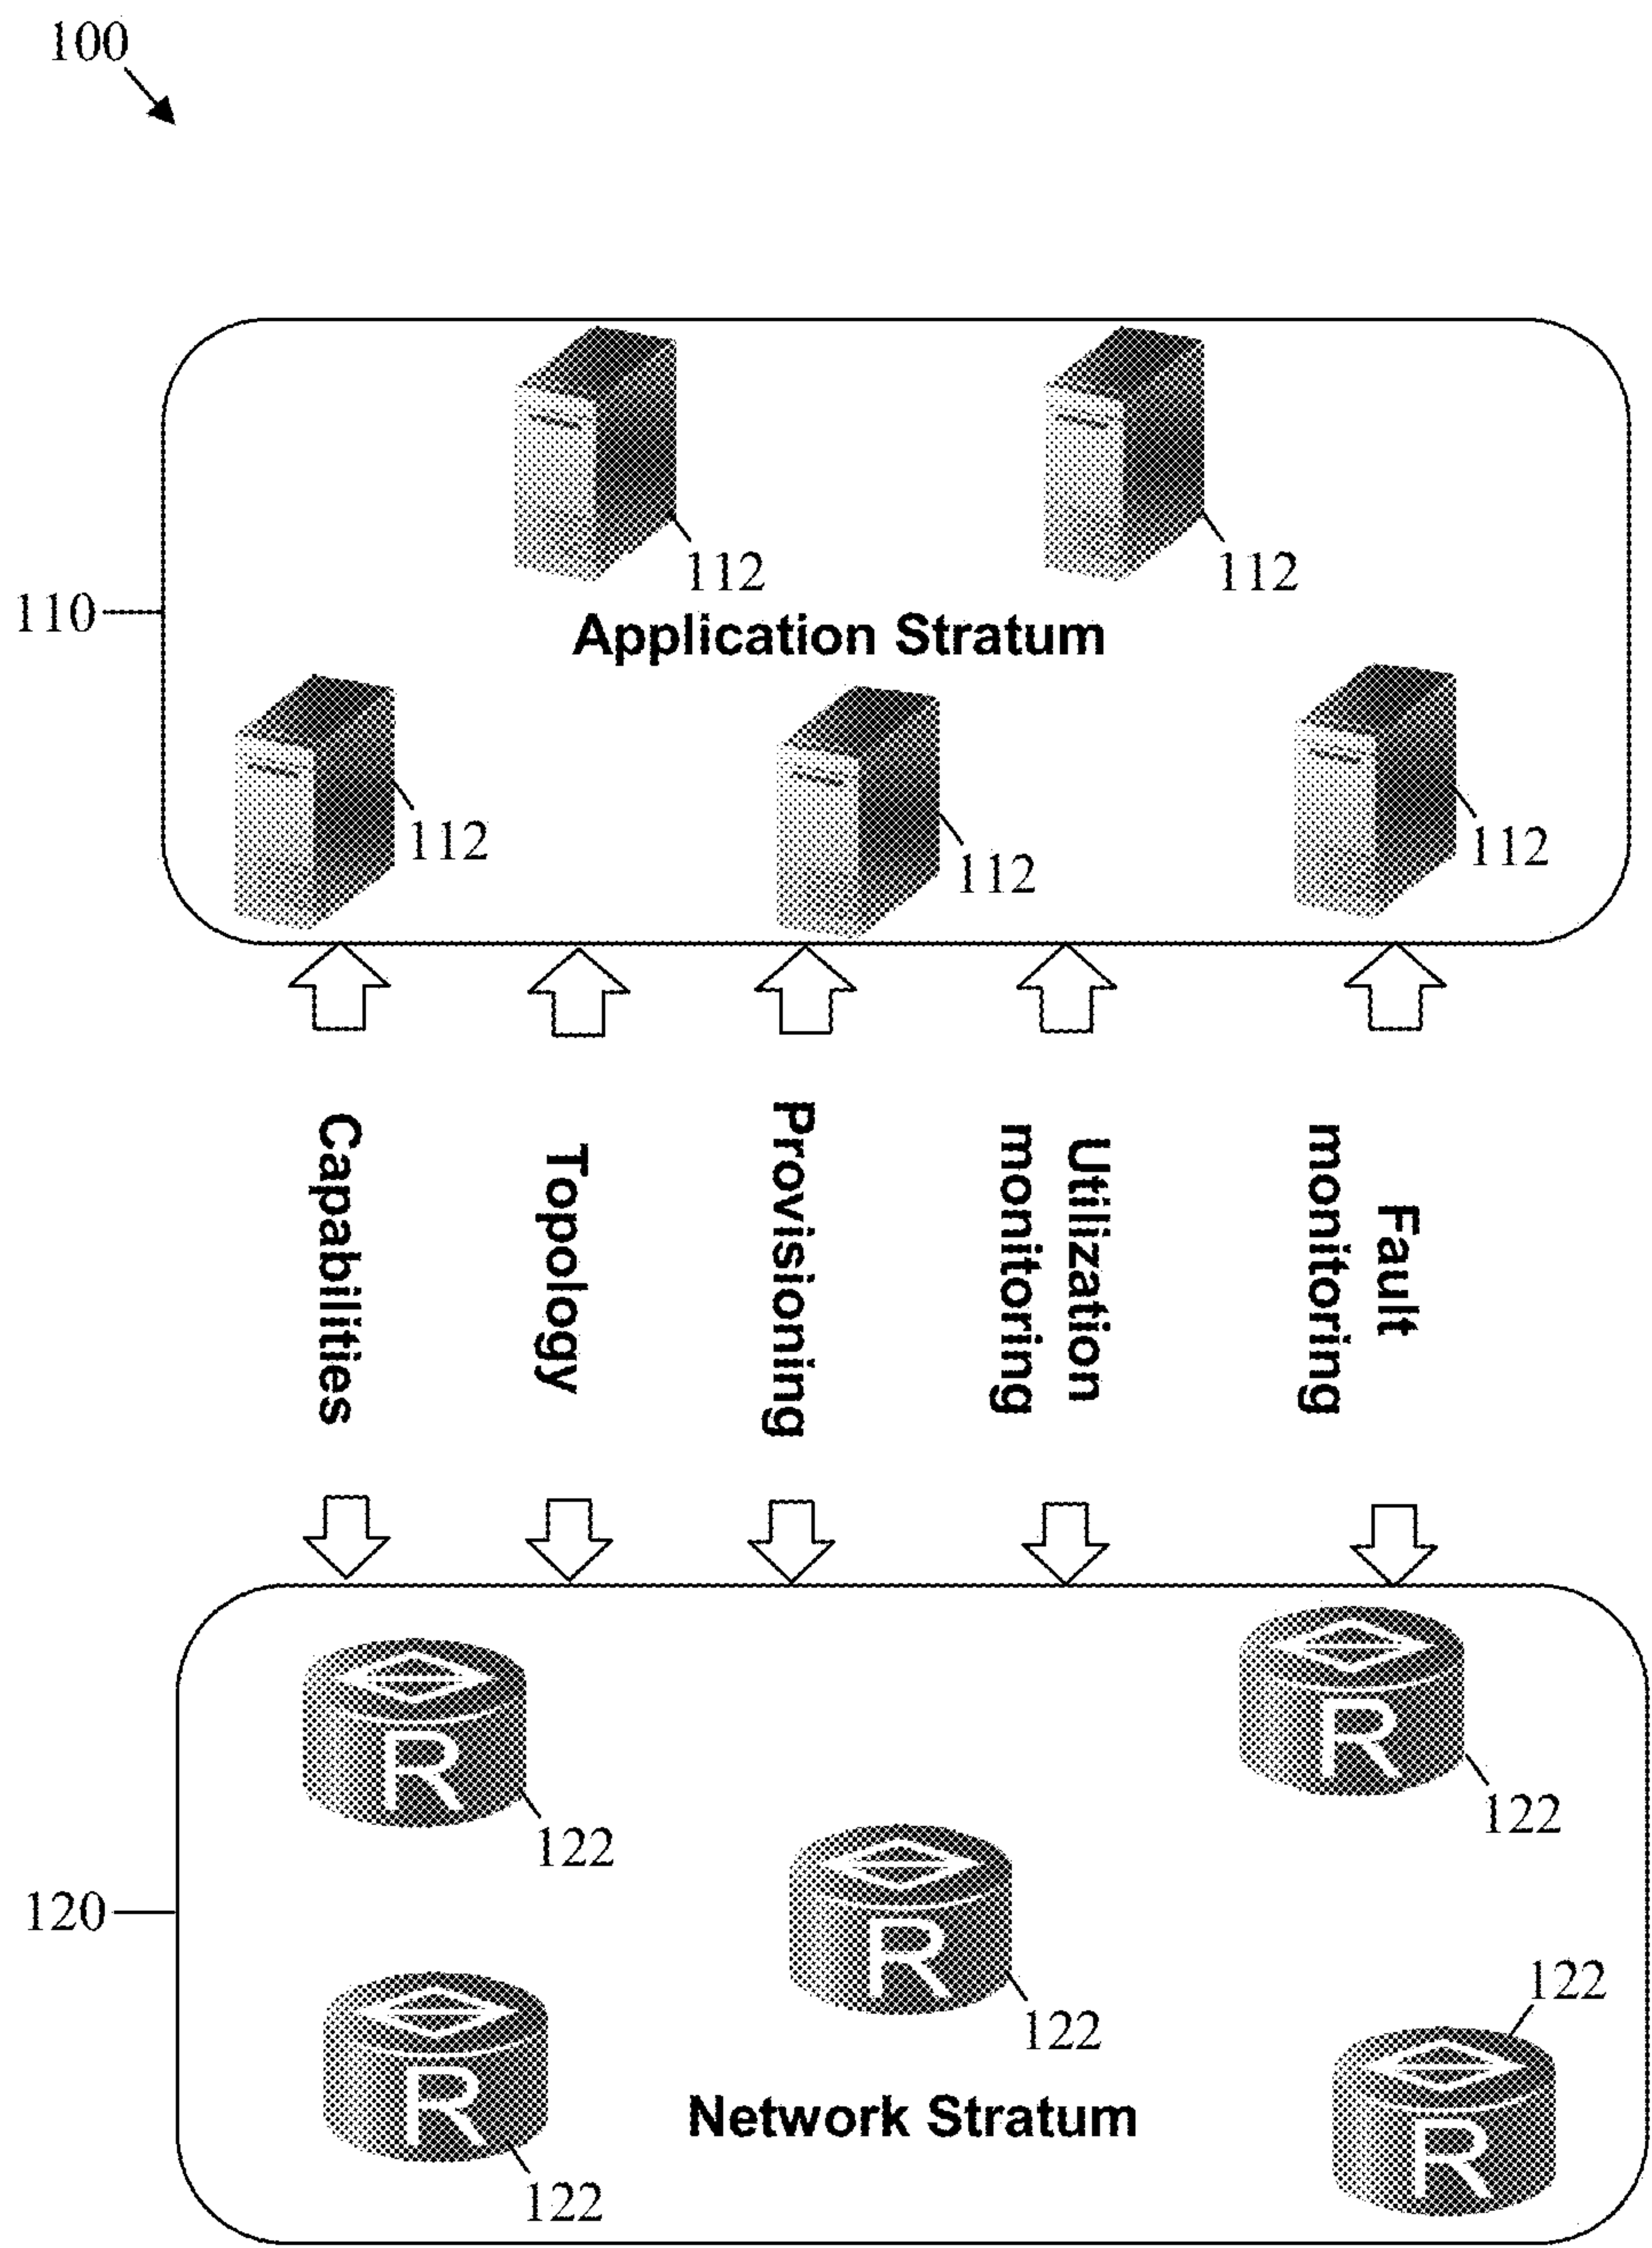 100
112
112
110
Application Stratum
112
112
112
Capabilities
Topology
Provisioning
Utilization
monitoring
Fault
monitoring
R
R
122
122
R
120
122
122
R
R
Network Stratum
122